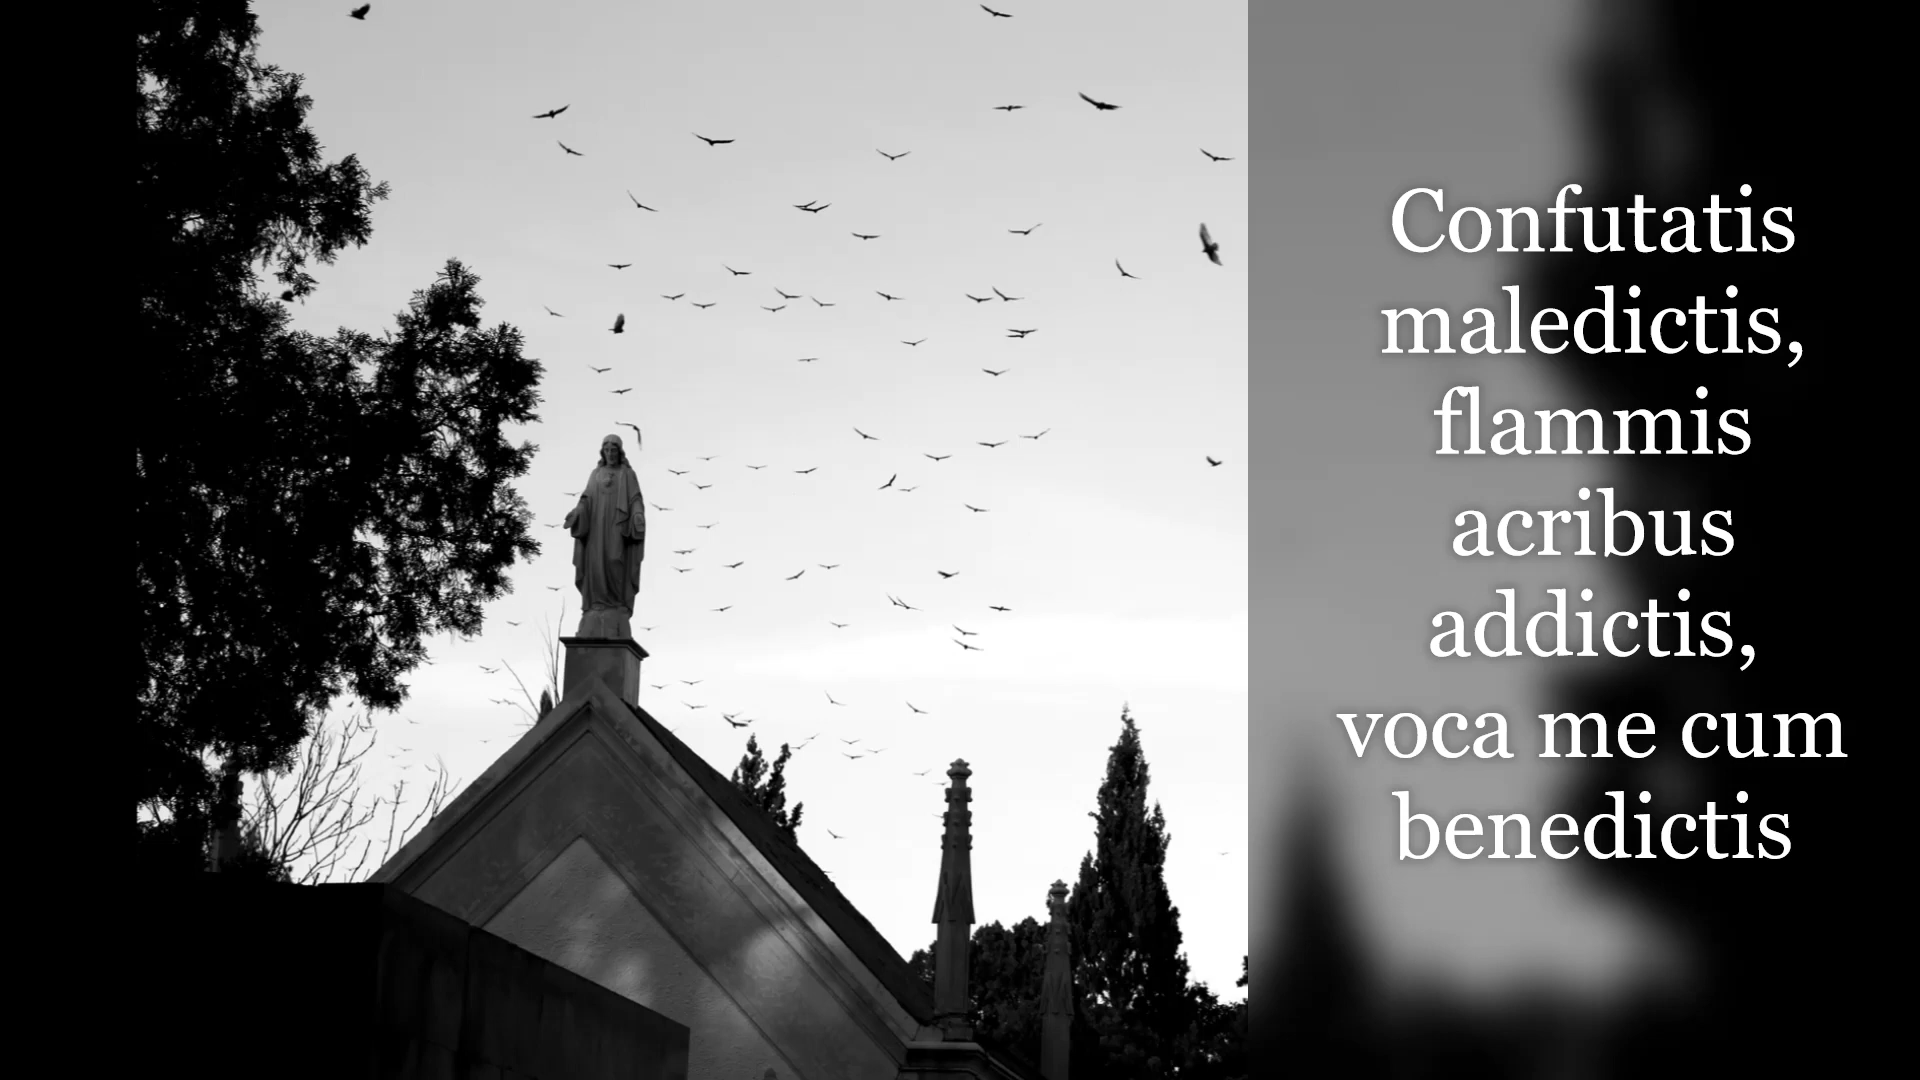 Confutatis
maledictis,
flammis
acribus
addictis,
voca me cum
benedictis